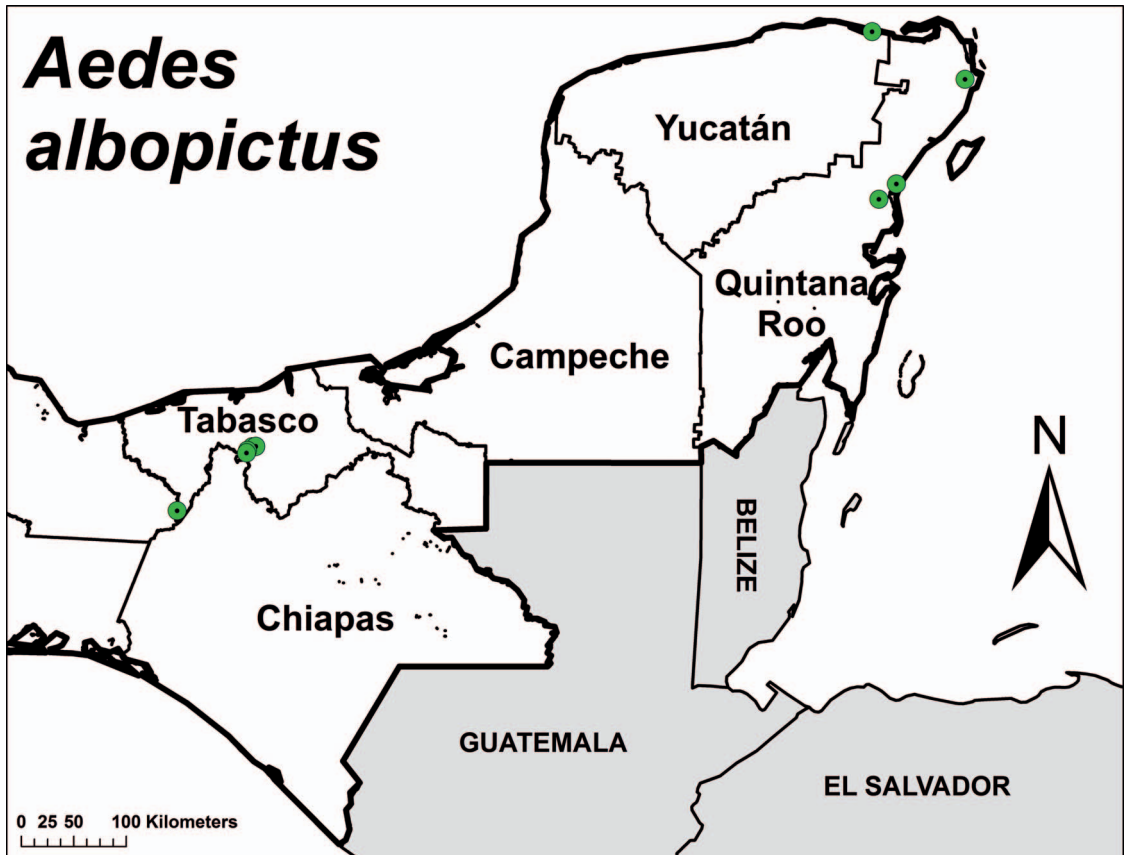 Aedes
albopictus
Yucatán
Quintana
Roo
Campeche
Tabasco
N
BELIZE
Chiapas
GUATEMALA
EL SALVADOR
0 25 50 100 Kilometers